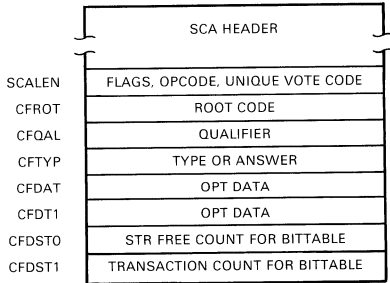 SCA HEADER
SCALEN FLAGS, OPCODE, UNIQUE VOTE CODE
CFROT ROOT CODE
CFQAL QUALIFIER
CFTYP TYPE OR ANSWER
CFDAT OPT DATA
CFDT1 OPT DATA
CFDST0 STR FREE COUNT FOR BITTABLE
CFDST1 TRANSACTION COUNT FOR BITTABLE